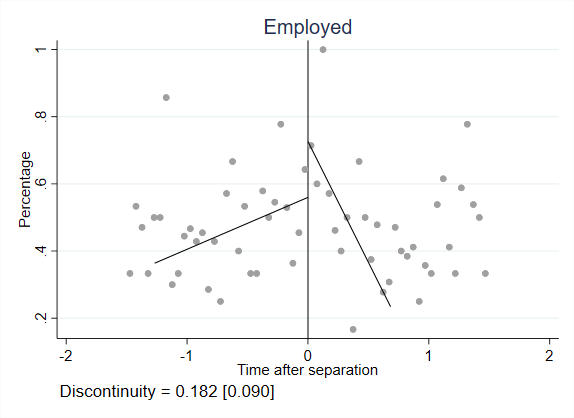 Employed
Percentage
1
.8
.6
.4
.2
-2 -1 0 1 2
Time after separation
Discontinuity = 0.182 [0.090]